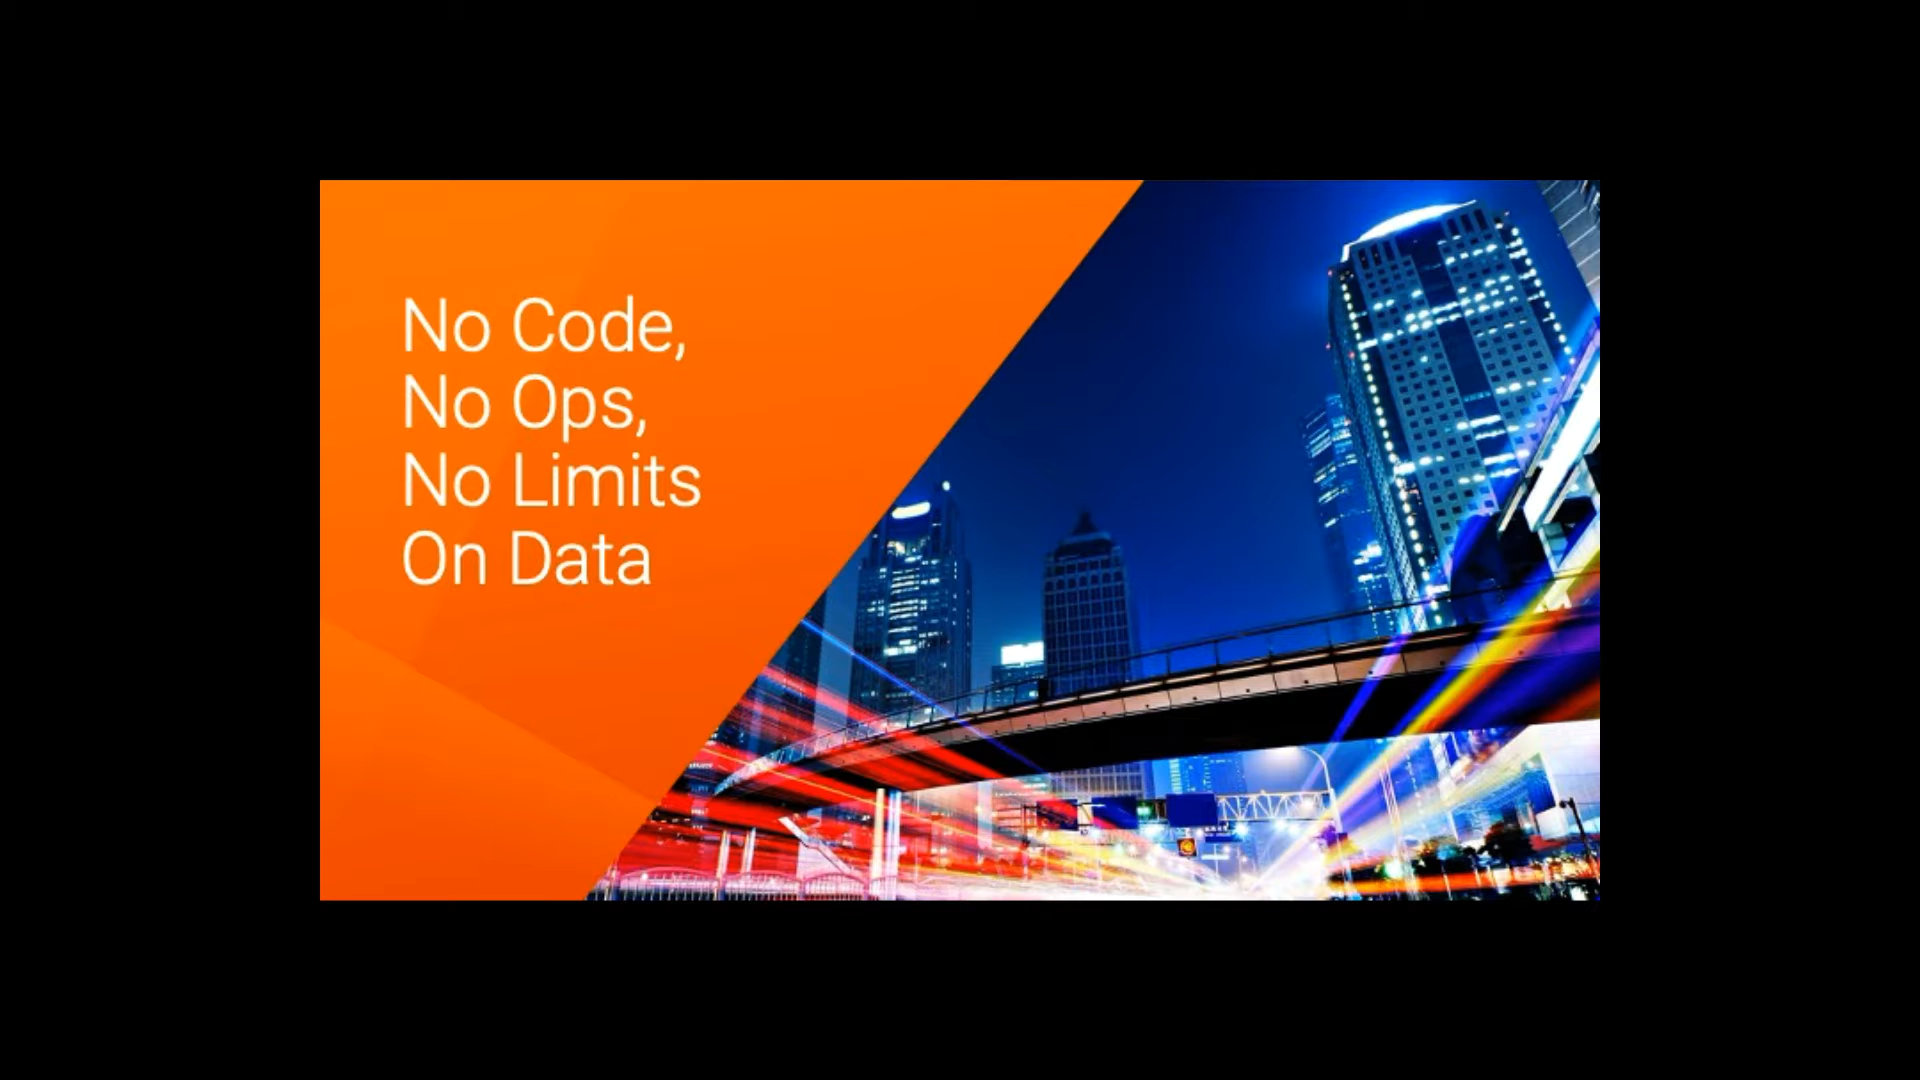 No Code,
No Ops,
No Limits
On Data